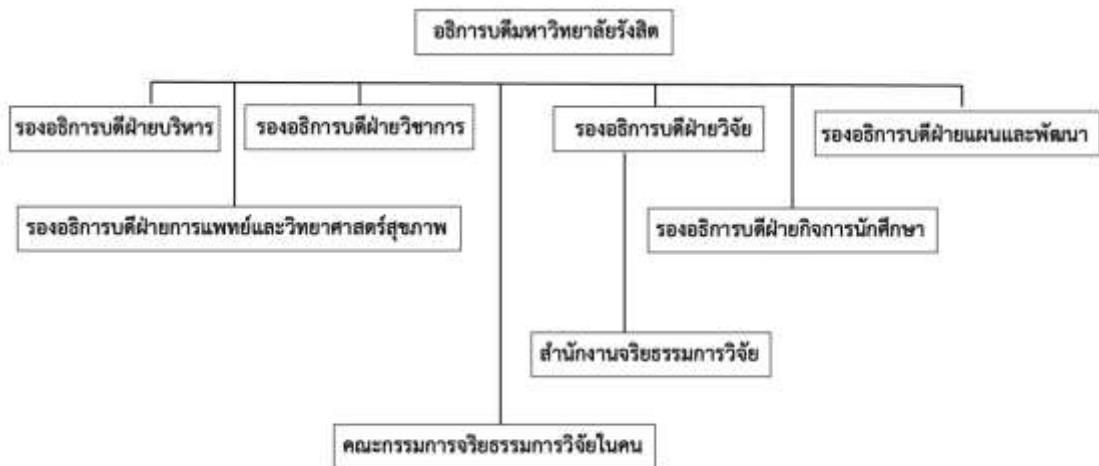 อธิการบดีมหาวิทยาลัยรังสิต
รองอธิการบดีฝ่ายบริหาร
รองอธิการบดีฝ่ายวิชาการ
รองอธิการบดีฝ่ายวิจัย
รองอธิการบดีฝ่ายแผนและพัฒนา
รองอธิการบดีฝ่ายการแพทย์และวิทยาศาสตร์สุขภาพ
รองอธิการบดีฝ่ายกิจการนักศึกษา
สำนักงานจริยธรรมการวิจัย
คณะกรรมการจริยธรรมการวิจัยในคน